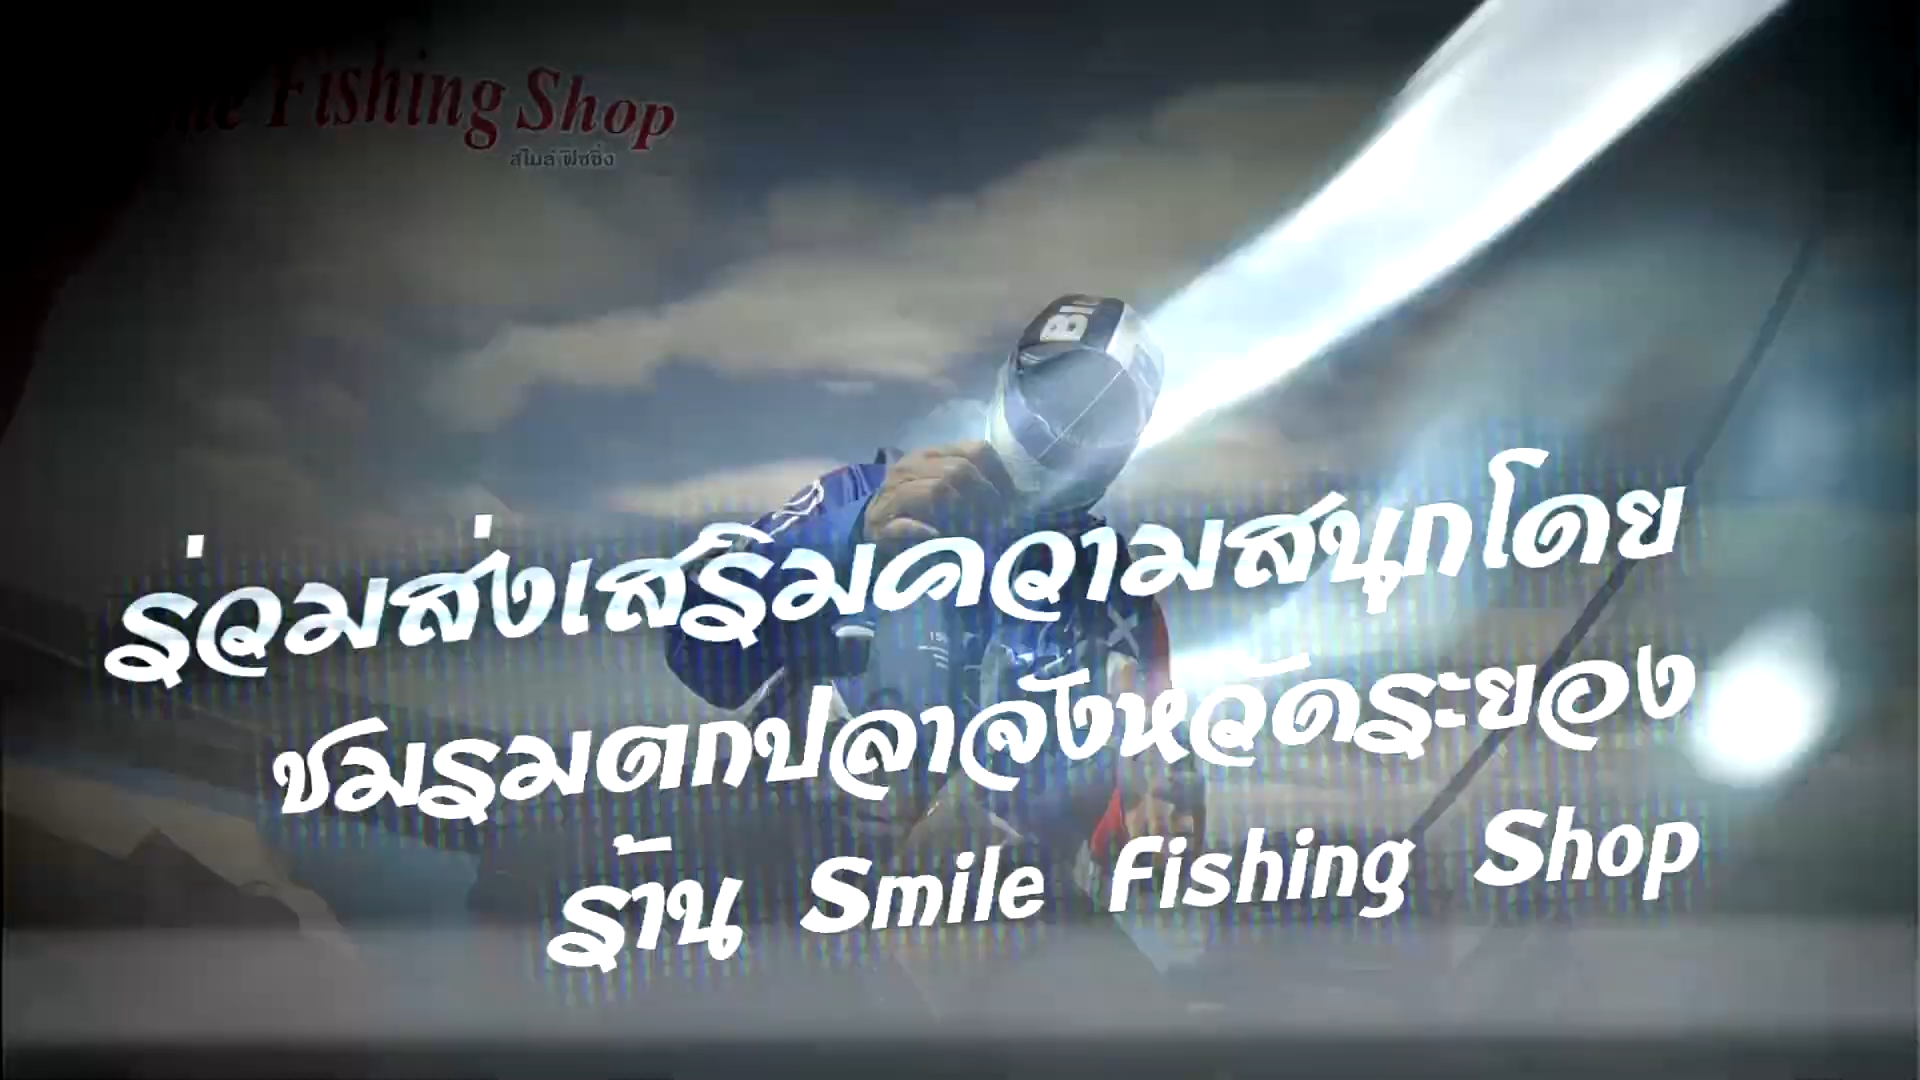 Fishing Shop
สไมล์ ฟิชชิ่ง
ร่วมส่งเสริมความสนุกโดย
ชมรมตกปลาจังหวัดระยอง
ร้าน Smile Fishing Shop